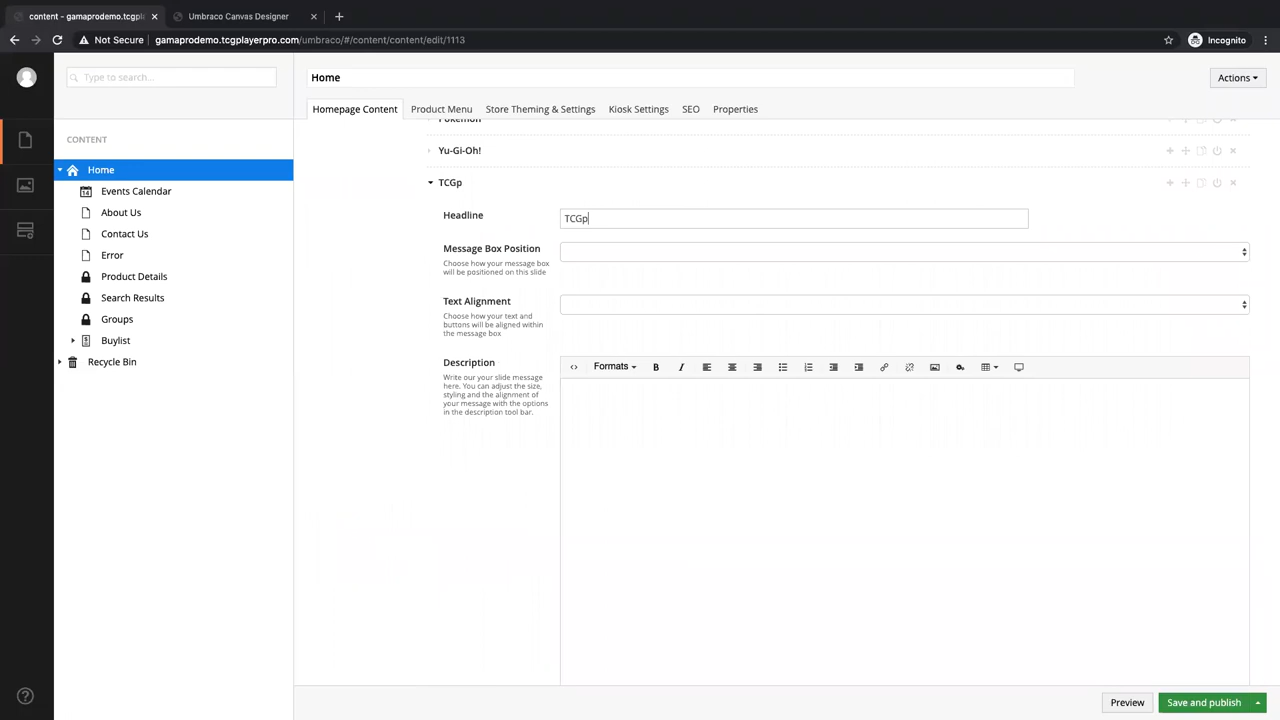 content - gamaprodemo.tcgpl
Umbraco Canvas Designer
Not Secure
gamaprodemo.tcgplayerpro.com/umbraco/#/content/content/edit/1113
Incognito
Type to search...
Home
Actions
Homepage Content
Product Menu
Store Theming & Settings
Kiosk Settings
SEO
Properties
CONTENT
Home
14
Events Calendar
About Us
Contact Us
Error
Product Details
Search Results
Groups
Buylist
Recycle Bin
Pokemon
Yu-Gi-Oh!
TCGp
Headline
TCGp
Message Box Position
Choose how your message box
will be positioned on this slide
Text Alignment
Choose how your text and
buttons will be aligned within
the message box
Description
Write our your slide message
here. You can adjust the size,
styling and the alignment of
your message with the options
in the description tool bar.
Formats
B
I
Preview
Save and publish